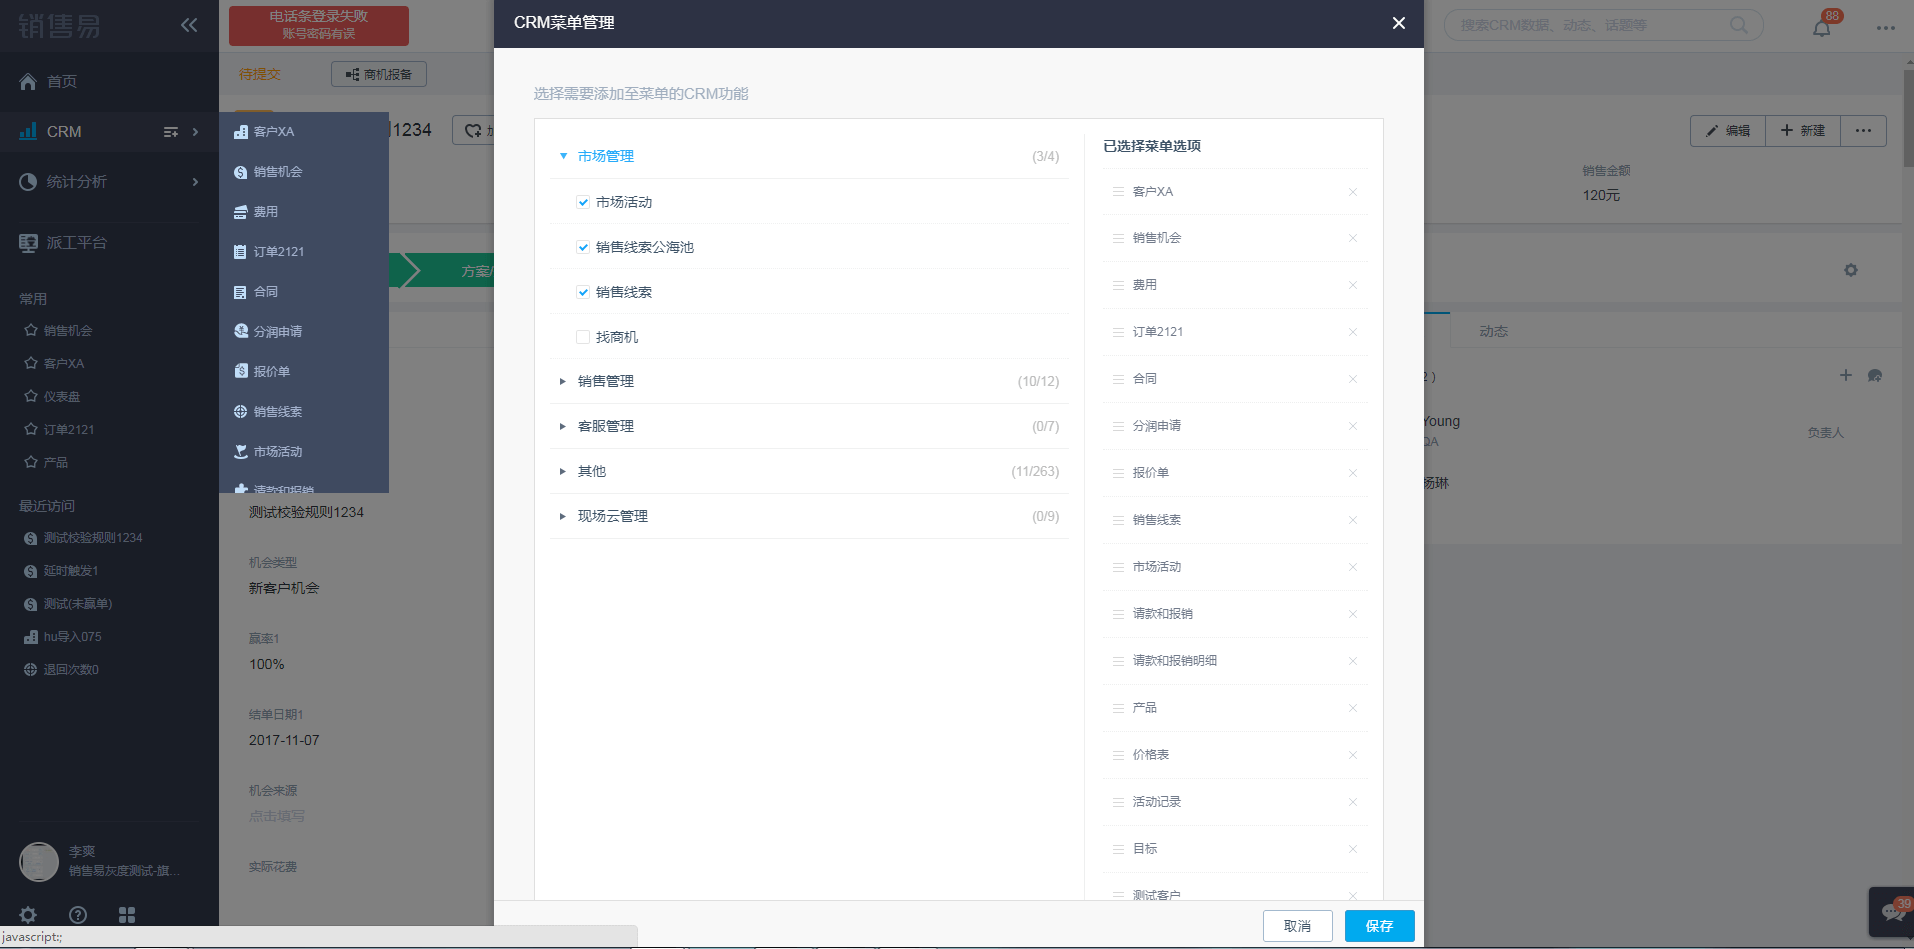 销售易
首页
CRM
统计分析
派工平台
常用
销售机会
客户XA
仪表盘
订单2121
产品
最近访问
测试校验规则1234
延时触发1
测试(未赢单)
hu导入075
退回次数0
李爽
销售易灰度测试-旗...
javascript:;
电话条登录失败
账号密码有误
待提交
商机报备
1234
客户XA
销售机会
费用
订单2121
合同
分润申请
报价单
销售线索
市场活动
请款和报销
方案/
测试校验规则1234
机会类型
新客户机会
赢率1
100%
结单日期1
2017-11-07
机会来源
点击填写
实际花费
CRM菜单管理
选择需要添加至菜单的CRM功能
市场管理 (3/4)
市场活动
销售线索公海池
销售线索
找商机
销售管理 (10/12)
客服管理 (0/7)
其他 (11/263)
现场云管理 (0/9)
已选择菜单选项
客户XA
销售机会
费用
订单2121
合同
分润申请
报价单
销售线索
市场活动
请款和报销
请款和报销明细
产品
价格表
活动记录
目标
测试客户
取消
保存
搜索CRM数据、动态、话题等
88
编辑
新建
销售金额
120元
动态
2 )
Young
QA
负责人
杨琳
39